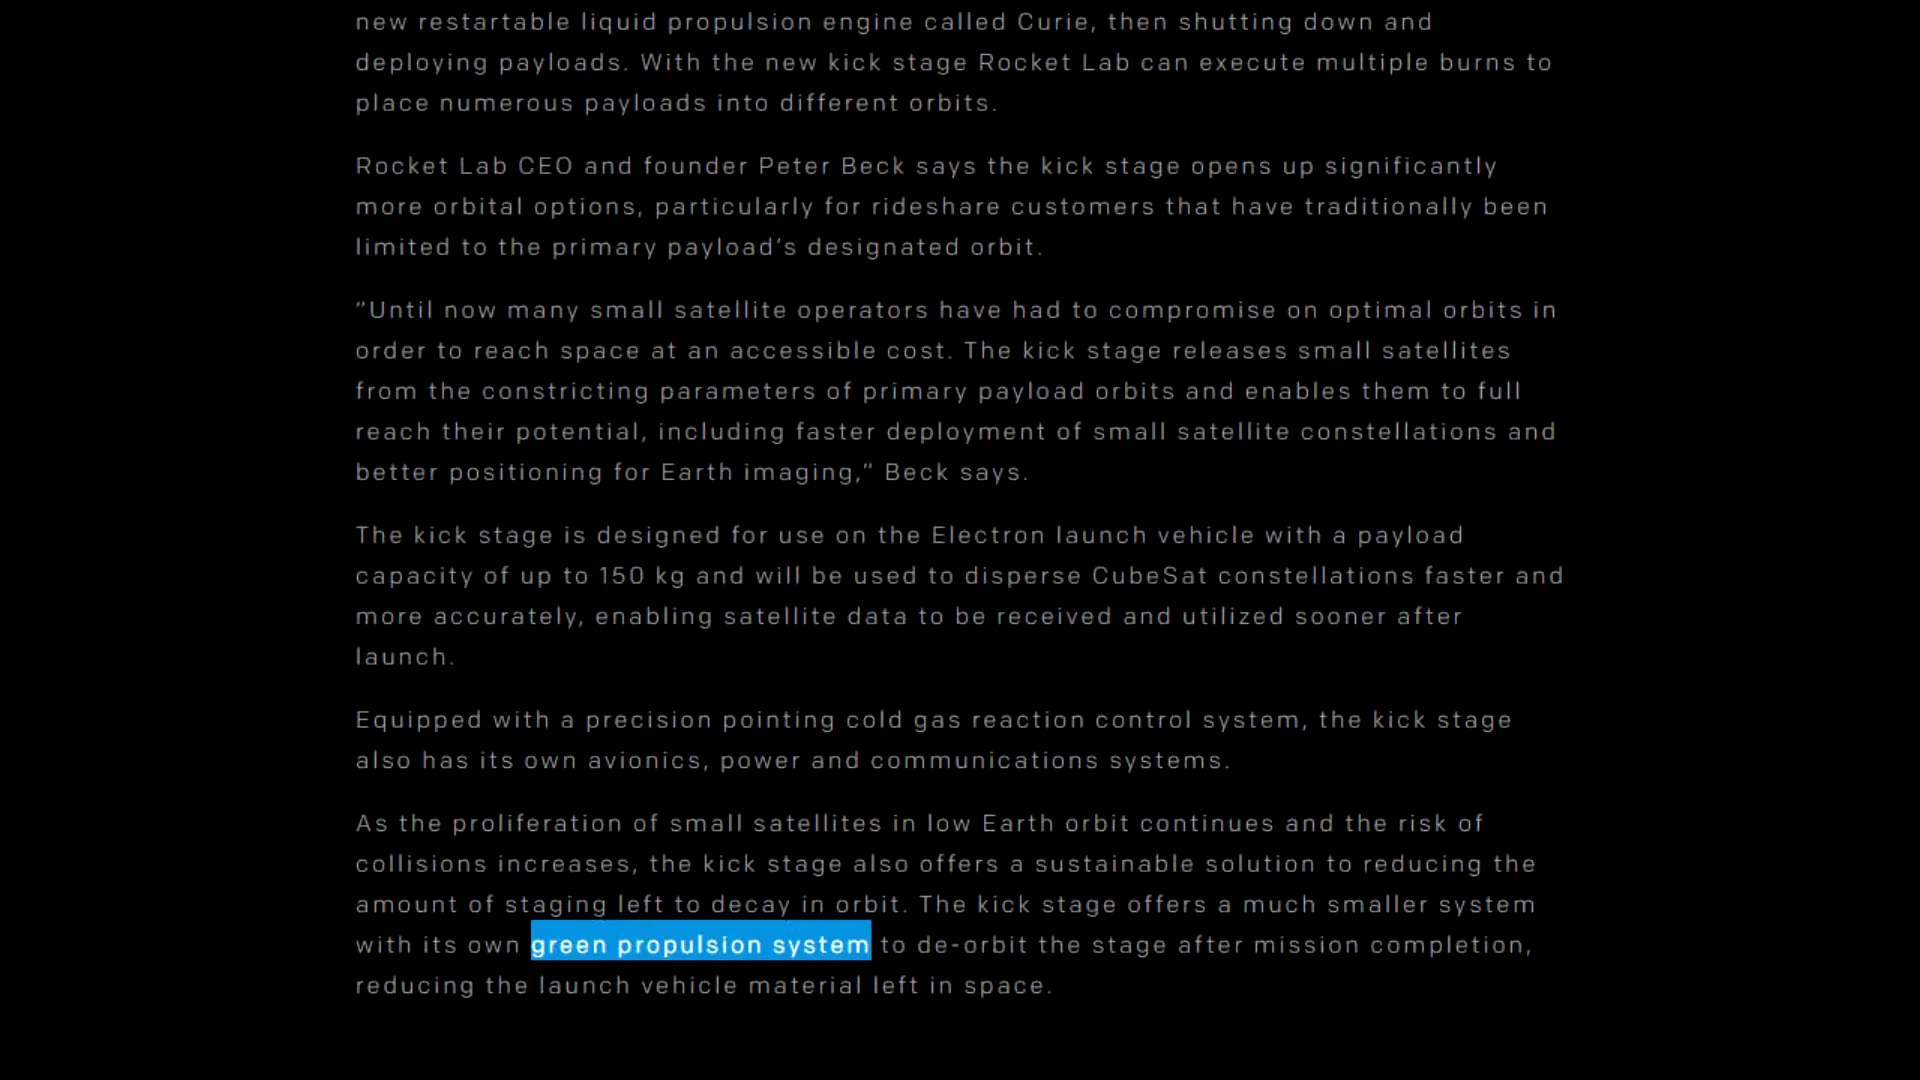 new restartable liquid propulsion engine called Curie, then shutting down and
deploying payloads. With the new kick stage Rocket Lab can execute multiple burns to
place numerous payloads into different orbits.
Rocket Lab CEO and founder Peter Beck says the kick stage opens up significantly
more orbital options, particularly for rideshare customers that have traditionally been
limited to the primary payload's designated orbit.
"Until now many small satellite operators have had to compromise on optimal orbits in
order to reach space at an accessible cost. The kick stage releases small satellites
from the constricting parameters of primary payload orbits and enables them to full
reach their potential, including faster deployment of small satellite constellations and
better positioning for Earth imaging," Beck says.
The kick stage is designed for use on the Electron launch vehicle with a payload
capacity of up to 150 kg and will be used to disperse CubeSat constellations faster and
more accurately, enabling satellite data to be received and utilized sooner after
launch.
Equipped with a precision pointing cold gas reaction control system, the kick stage
also has its own avionics, power and communications systems.
As the proliferation of small satellites in low Earth orbit continues and the risk of
collisions increases, the kick stage also offers a sustainable solution to reducing the
amount of staging left to decay in orbit. The kick stage offers a much smaller system
with its own green propulsion system to de-orbit the stage after mission completion,
reducing the launch vehicle material left in space.